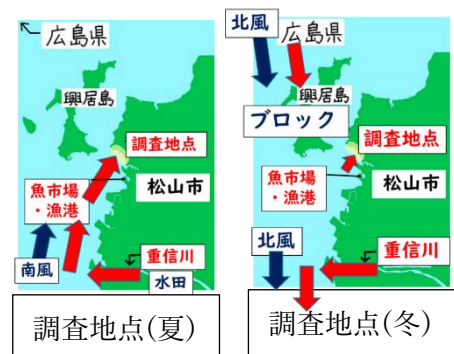 広島県
興居島
調査地点
魚市場
・漁港
松山市
南風
重信川
水田
調査地点(夏)
北風
広島県
興居島
ブロック
調査地点
魚市場
・漁港
松山市
北風
重信川
調査地点(冬)